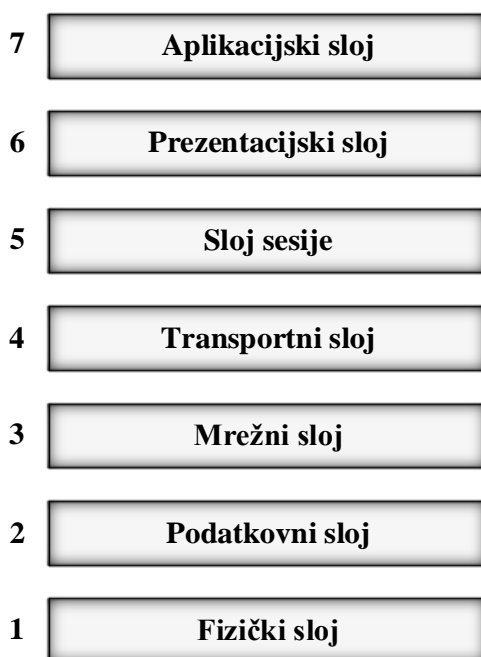 7 Aplikacijski sloj
6 Prezentacijski sloj
5 Sloj sesije
4 Transportni sloj
3 Mrežni sloj
2 Podatkovni sloj
1 Fizički sloj